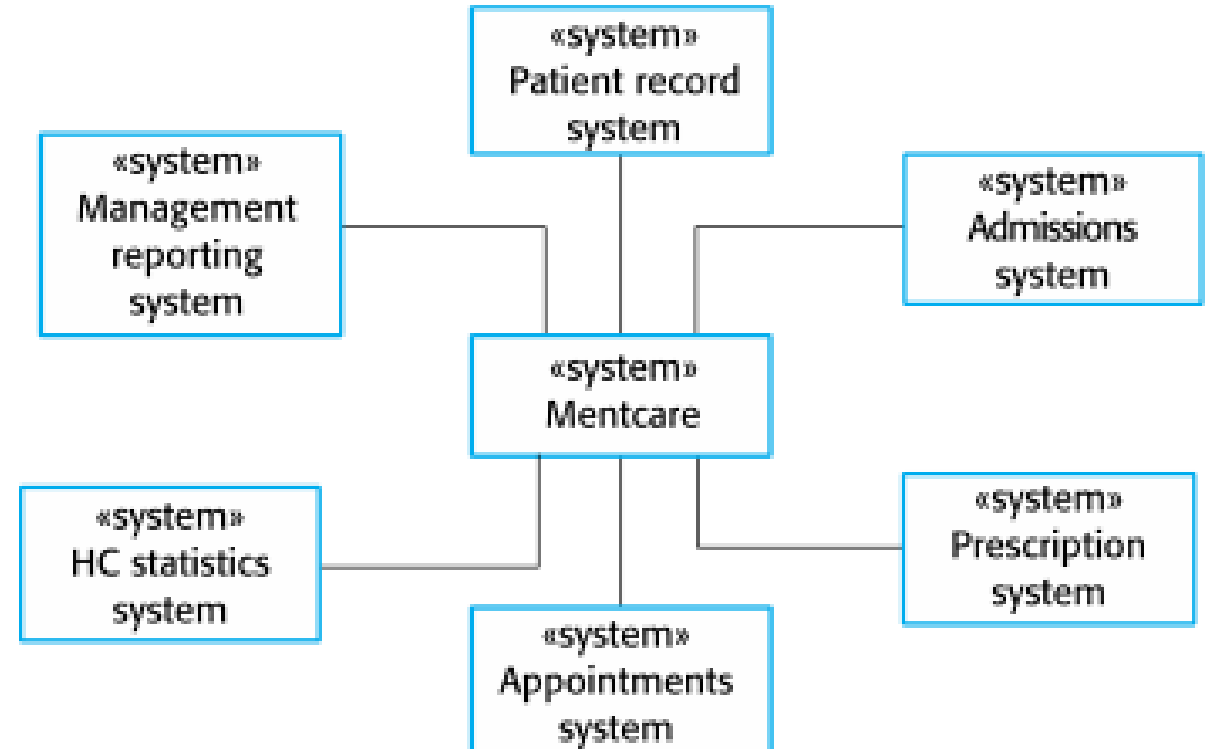 «system»
Patient record
system
«system»
Management
reporting
system
«system»
Admissions
system
«system»
Mentcare
«system»
HC statistics
system
«system»
Prescription
system
«system»
Appointments
system